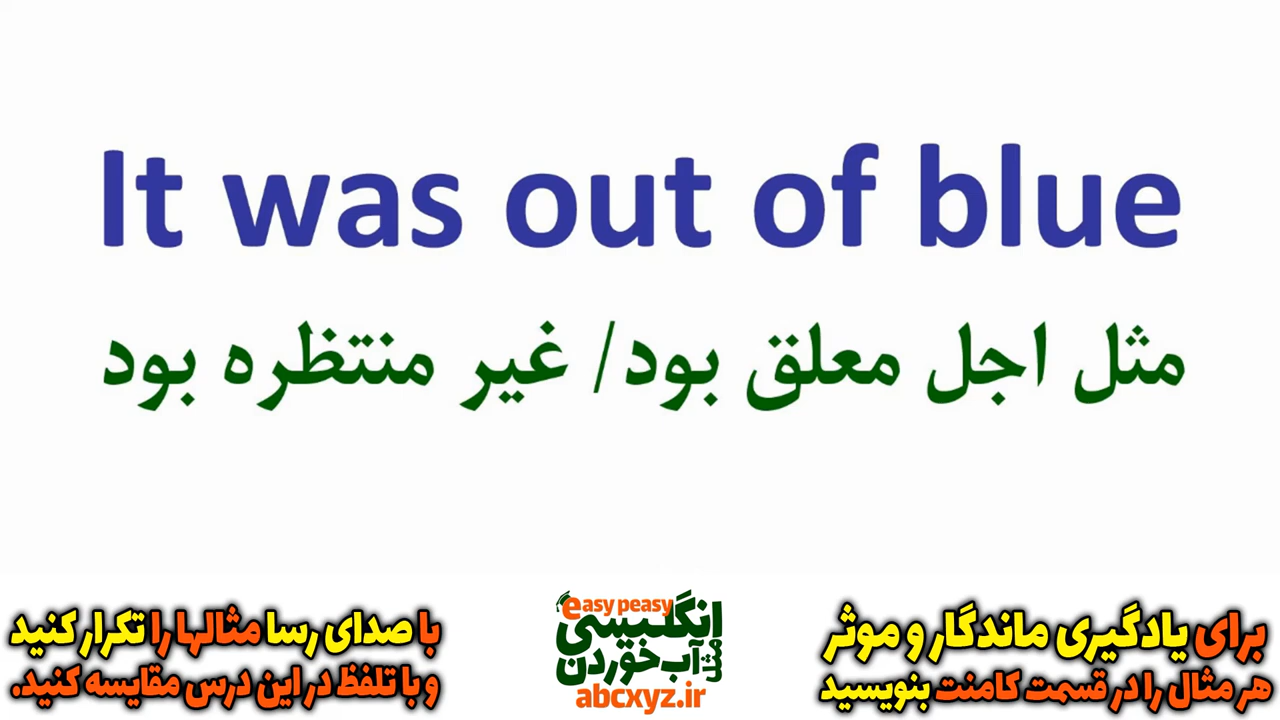 It was out of blue
مثل اجل معلق بود/ غیر منتظره بود
برای یادگیری ماندگار و موثر
هر مثال را در قسمت کامنت بنویسید
easy peasy
انگلیسی
مثل آب خوردن
abcxyz.ir
با صدای رسا مثالها را تکرار کنید
و با تلفظ در این درس مقایسه کنید.